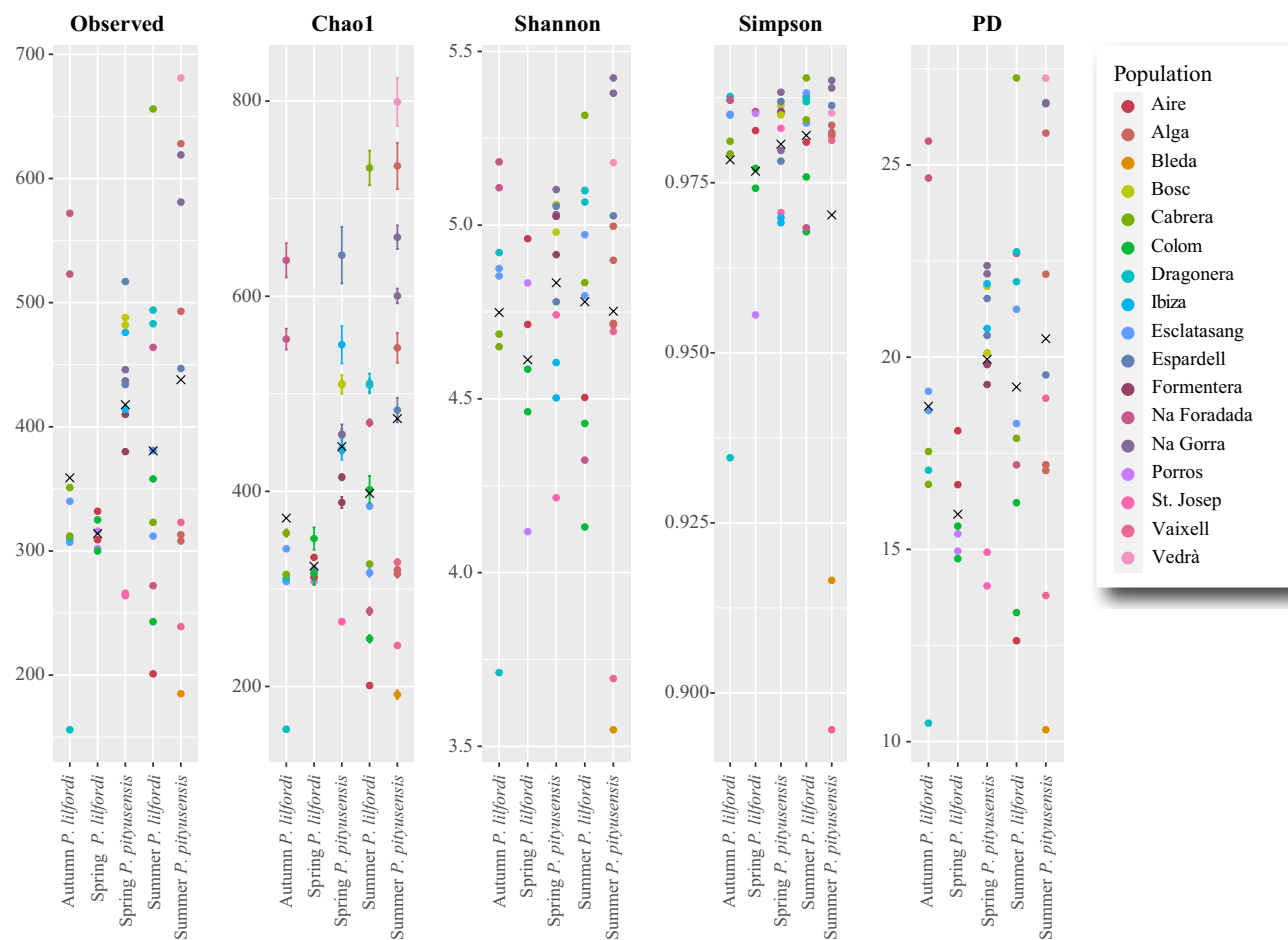 Observed
Chao1
Shannon
Simpson
PD
700
600
500
400
300
200
800
600
400
200
5.5
5.0
4.5
4.0
3.5
0.975
0.950
0.925
0.900
25
20
15
10
Autumn P. lilfordi
Spring P. lilfordi
Spring P. pityusensis
Summer P. lilfordi
Summer P. pityusensis
Autumn P. lilfordi
Spring P. lilfordi
Spring P. pityusensis
Summer P. lilfordi
Summer P. pityusensis
Autumn P. lilfordi
Spring P. lilfordi
Spring P. pityusensis
Summer P. lilfordi
Summer P. pityusensis
Autumn P. lilfordi
Spring P. lilfordi
Spring P. pityusensis
Summer P. lilfordi
Summer P. pityusensis
Autumn P. lilfordi
Spring P. lilfordi
Spring P. pityusensis
Summer P. lilfordi
Summer P. pityusensis
Population
Aire
Alga
Bleda
Bosc
Cabrera
Colom
Dragonera
Ibiza
Esclatasang
Espardell
Formentera
Na Foradada
Na Gorra
Porros
St. Josep
Vaixell
Vedrà